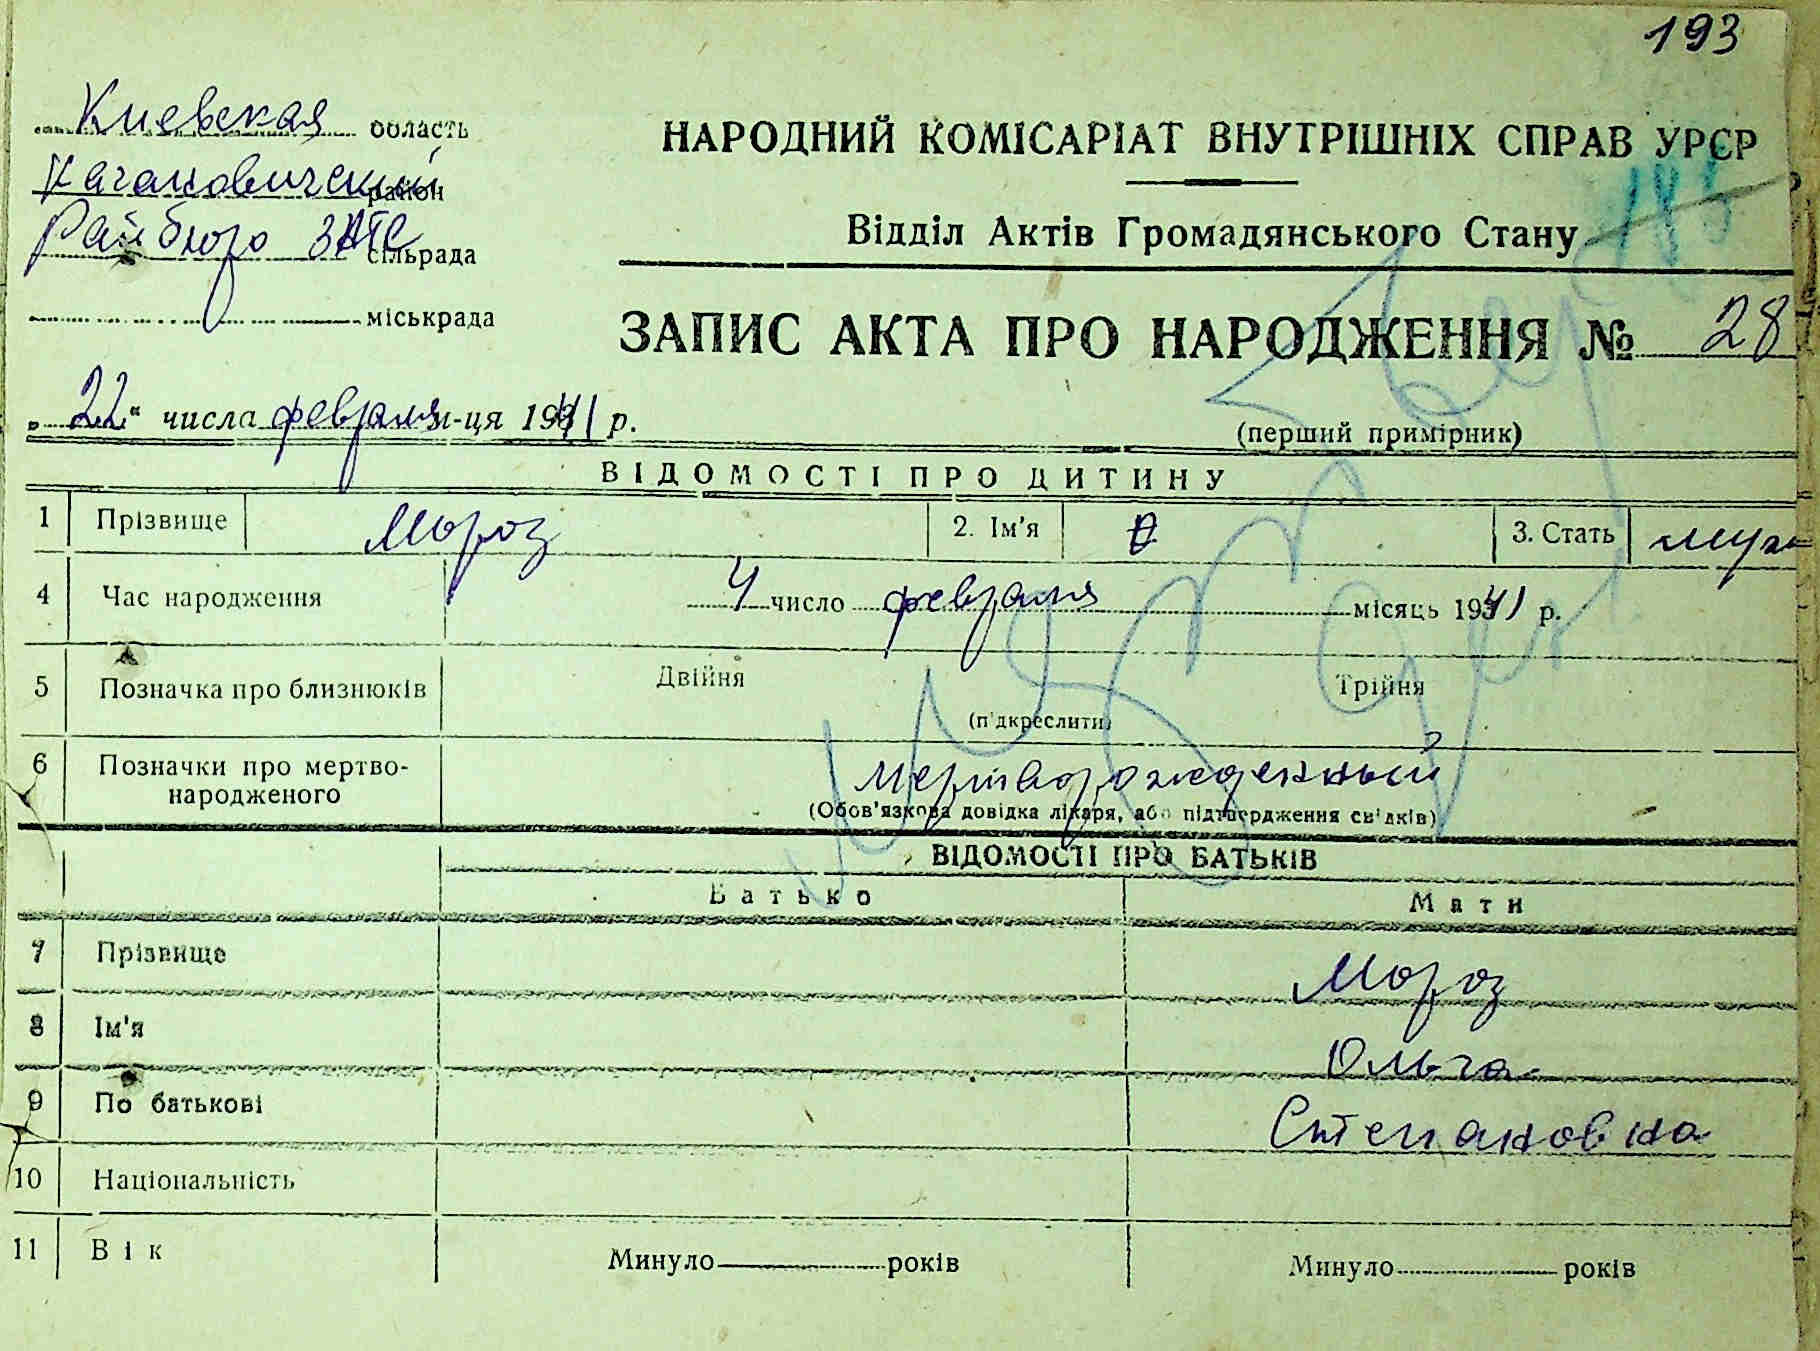 193
Киевская область
Кагановический район
Райбюро ЗАГС сільрада
міськрада
НАРОДНИЙ КОМІСАРІАТ ВНУТРІШНІХ СПРАВ УРСР
Відділ Актів Громадянського Стану
ЗАПИС АКТА ПРО НАРОДЖЕННЯ № 28
„22“ числа февраля м-ця 1941 р.
(перший примірник)
ВІДОМОСТІ ПРО ДИТИНУ
1 Прізвище Мороз 2. Ім'я 0 3. Стать муж
4 Час народження 4 число февраля місяць 1941 р.
5 Позначка про близнюків Двійня Трійня
(підкреслити)
6 Позначки про мертво-
народженого мертворожденный
(Обов'язкова довідка лікаря, або підтвердження свідків)
ВІДОМОСТІ ПРО БАТЬКІВ
Батько Мати
7 Прізвище Мороз
8 Ім'я Ольга
9 По батькові Степановна
10 Національність
11 Вік Минуло років Минуло років